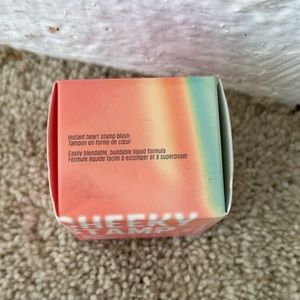 Instant heart stamp blush
Tampon en forme de cœur
Easily blendable, buildable liquid formula
Formule liquide facile à estomper et à superposer
CHEEKY
STAMP